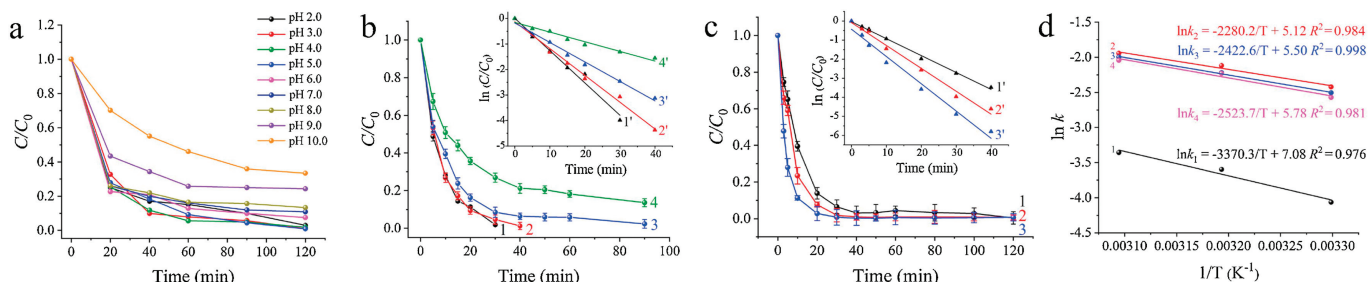 a
pH 2.0
pH 3.0
pH 4.0
pH 5.0
pH 6.0
pH 7.0
pH 8.0
pH 9.0
pH 10.0
1.0
0.8
0.6
0.4
0.2
0.0
C/C0
0 20 40 60 80 100 120
Time (min)
b
1.0
0.8
0.6
0.4
0.2
0.0
C/C0
0 20 40 60 80 100
Time (min)
1
2
3
4
0
-1
-2
-3
-4
-5
ln (C/C0)
0 10 20 30 40
Time (min)
1'
2'
3'
4'
c
1.0
0.8
0.6
0.4
0.2
0.0
C/C0
0 20 40 60 80 100 120
Time (min)
1
2
3
0
-1
-2
-3
-4
-5
-6
ln (C/C0)
0 10 20 30 40
Time (min)
1'
2'
3'
d
-1.5
-2.0
-2.5
-3.0
-3.5
-4.0
-4.5
ln k
2
3
4
1
lnk2 = -2280.2/T + 5.12 R2 = 0.984
lnk3 = -2422.6/T + 5.50 R2 = 0.998
lnk4 = -2523.7/T + 5.78 R2 = 0.981
lnk1 = -3370.3/T + 7.08 R2 = 0.976
0.00310 0.00315 0.00320 0.00325 0.00330
1/T (K-1)